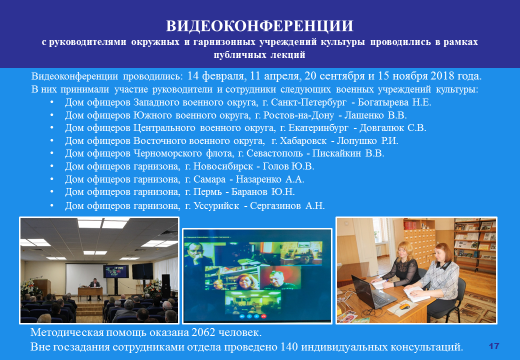 ВИДЕОКОНФЕРЕНЦИИ
с руководителями окружных и гарнизонных учреждений культуры проводились в рамках
публичных лекций
Видеоконференции проводились: 14 февраля, 11 апреля, 20 сентября и 15 ноября 2018 года.
В них принимали участие руководители и сотрудники следующих военных учреждений культуры:
• Дом офицеров Западного военного округа, г. Санкт-Петербург - Богатырева Н.Е.
• Дом офицеров Южного военного округа, г. Ростов-на-Дону - Лашенко В.В.
• Дом офицеров Центрального военного округа, г. Екатеринбург - Довгалюк С.В.
• Дом офицеров Восточного военного округа, г. Хабаровск - Лопушко Р.И.
• Дом офицеров Черноморского флота, г. Севастополь - Пискайкин В.В.
• Дом офицеров гарнизона, г. Новосибирск - Голов Ю.В.
• Дом офицеров гарнизона, г. Самара - Назаренко А.А.
• Дом офицеров гарнизона, г. Пермь - Баранов Ю.Н.
• Дом офицеров гарнизона, г. Уссурийск - Сергазинов А.Н.
Методическая помощь оказана 2062 человек.
Вне госзадания сотрудниками отдела проведено 140 индивидуальных консультаций.
17